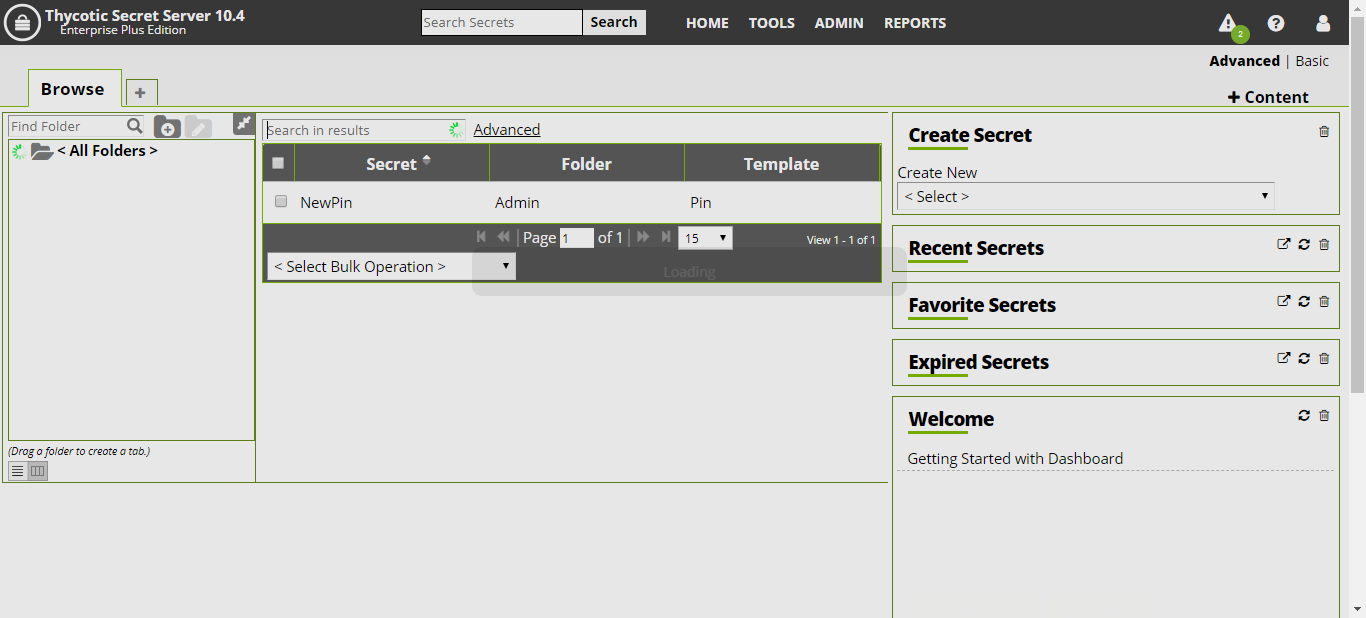 Thycotic Secret Server 10.4
Enterprise Plus Edition
Search Secrets
Search
HOME
TOOLS
ADMIN
REPORTS
2
Advanced | Basic
Browse
+
+ Content
Find Folder
< All Folders >
(Drag a folder to create a tab.)
Search in results
Advanced
Secret
Folder
Template
NewPin
Admin
Pin
Page 1 of 1
15
View 1 - 1 of 1
< Select Bulk Operation >
Loading
Create Secret
Create New
< Select >
Recent Secrets
Favorite Secrets
Expired Secrets
Welcome
Getting Started with Dashboard